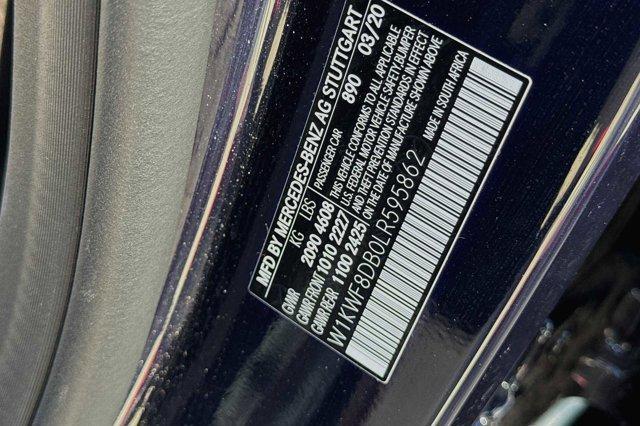 MFD BY MERCEDES-BENZ AG STUTTGART
890 03/20
KG LBS PASSENGER CAR
GVWR 2090 4608
GAWR FRONT 1010 2227
GAWR REAR 1100 2425
THIS VEHICLE CONFORMS TO ALL APPLICABLE
U.S. FEDERAL MOTOR VEHICLE SAFETY, BUMPER
AND THEFT PREVENTION STANDARDS IN EFFECT
ON THE DATE OF MANUFACTURE SHOWN ABOVE
W1KWF8DB0LR595862
MADE IN SOUTH AFRICA